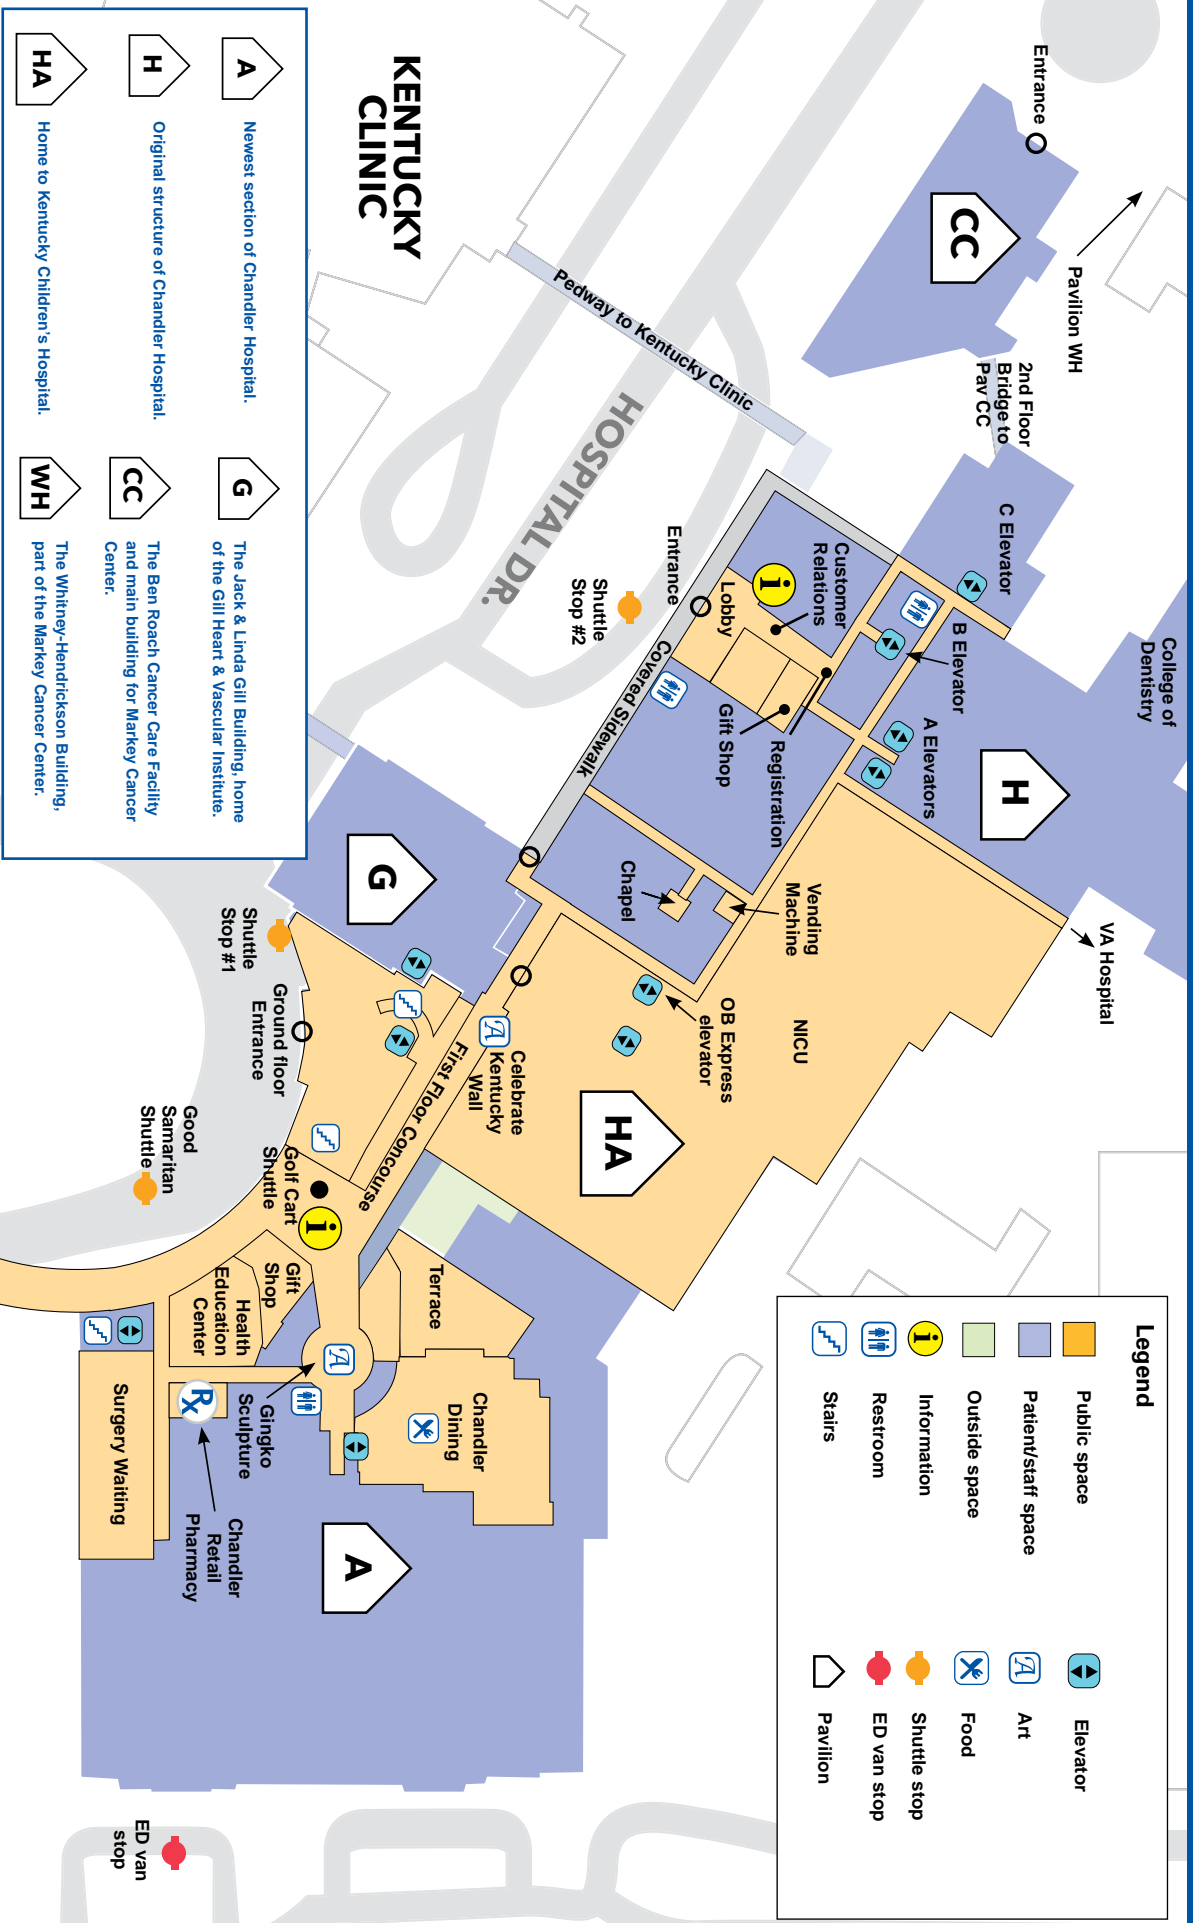 Entrance
CC
Pavilion WH
2nd Floor
Bridge to
Pav CC
College of
Dentistry
C Elevator
B Elevator
A Elevators
H
VA Hospital
KENTUCKY
CLINIC
Pedway to Kentucky Clinic
HOSPITAL DR.
Entrance
Shuttle
Stop #2
Lobby
i
Customer
Relations
Gift Shop
Registration
Covered Sidewalk
Chapel
Vending
Machine
NICU
OB Express
elevator
HA
G
Shuttle
Stop #1
Ground floor
Entrance
A
Celebrate
Kentucky
Wall
First Floor Concourse
Good
Samaritan
Shuttle
Golf Cart
Shuttle
i
Gift
Shop
Health
Education
Center
Terrace
A
Gingko
Sculpture
Chandler
Dining
Surgery Waiting
Rx
Chandler
Retail
Pharmacy
A
ED van
stop
Legend
Public space
Patient/staff space
Outside space
i
Information
Restroom
Stairs
Elevator
A
Art
Food
Shuttle stop
ED van stop
Pavilion
A
Newest section of Chandler Hospital.
H
Original structure of Chandler Hospital.
HA
Home to Kentucky Children's Hospital.
G
The Jack & Linda Gill Building, home
of the Gill Heart & Vascular Institute.
CC
The Ben Roach Cancer Care Facility
and main building for Markey Cancer
Center.
WH
The Whitney-Hendrickson Building,
part of the Markey Cancer Center.